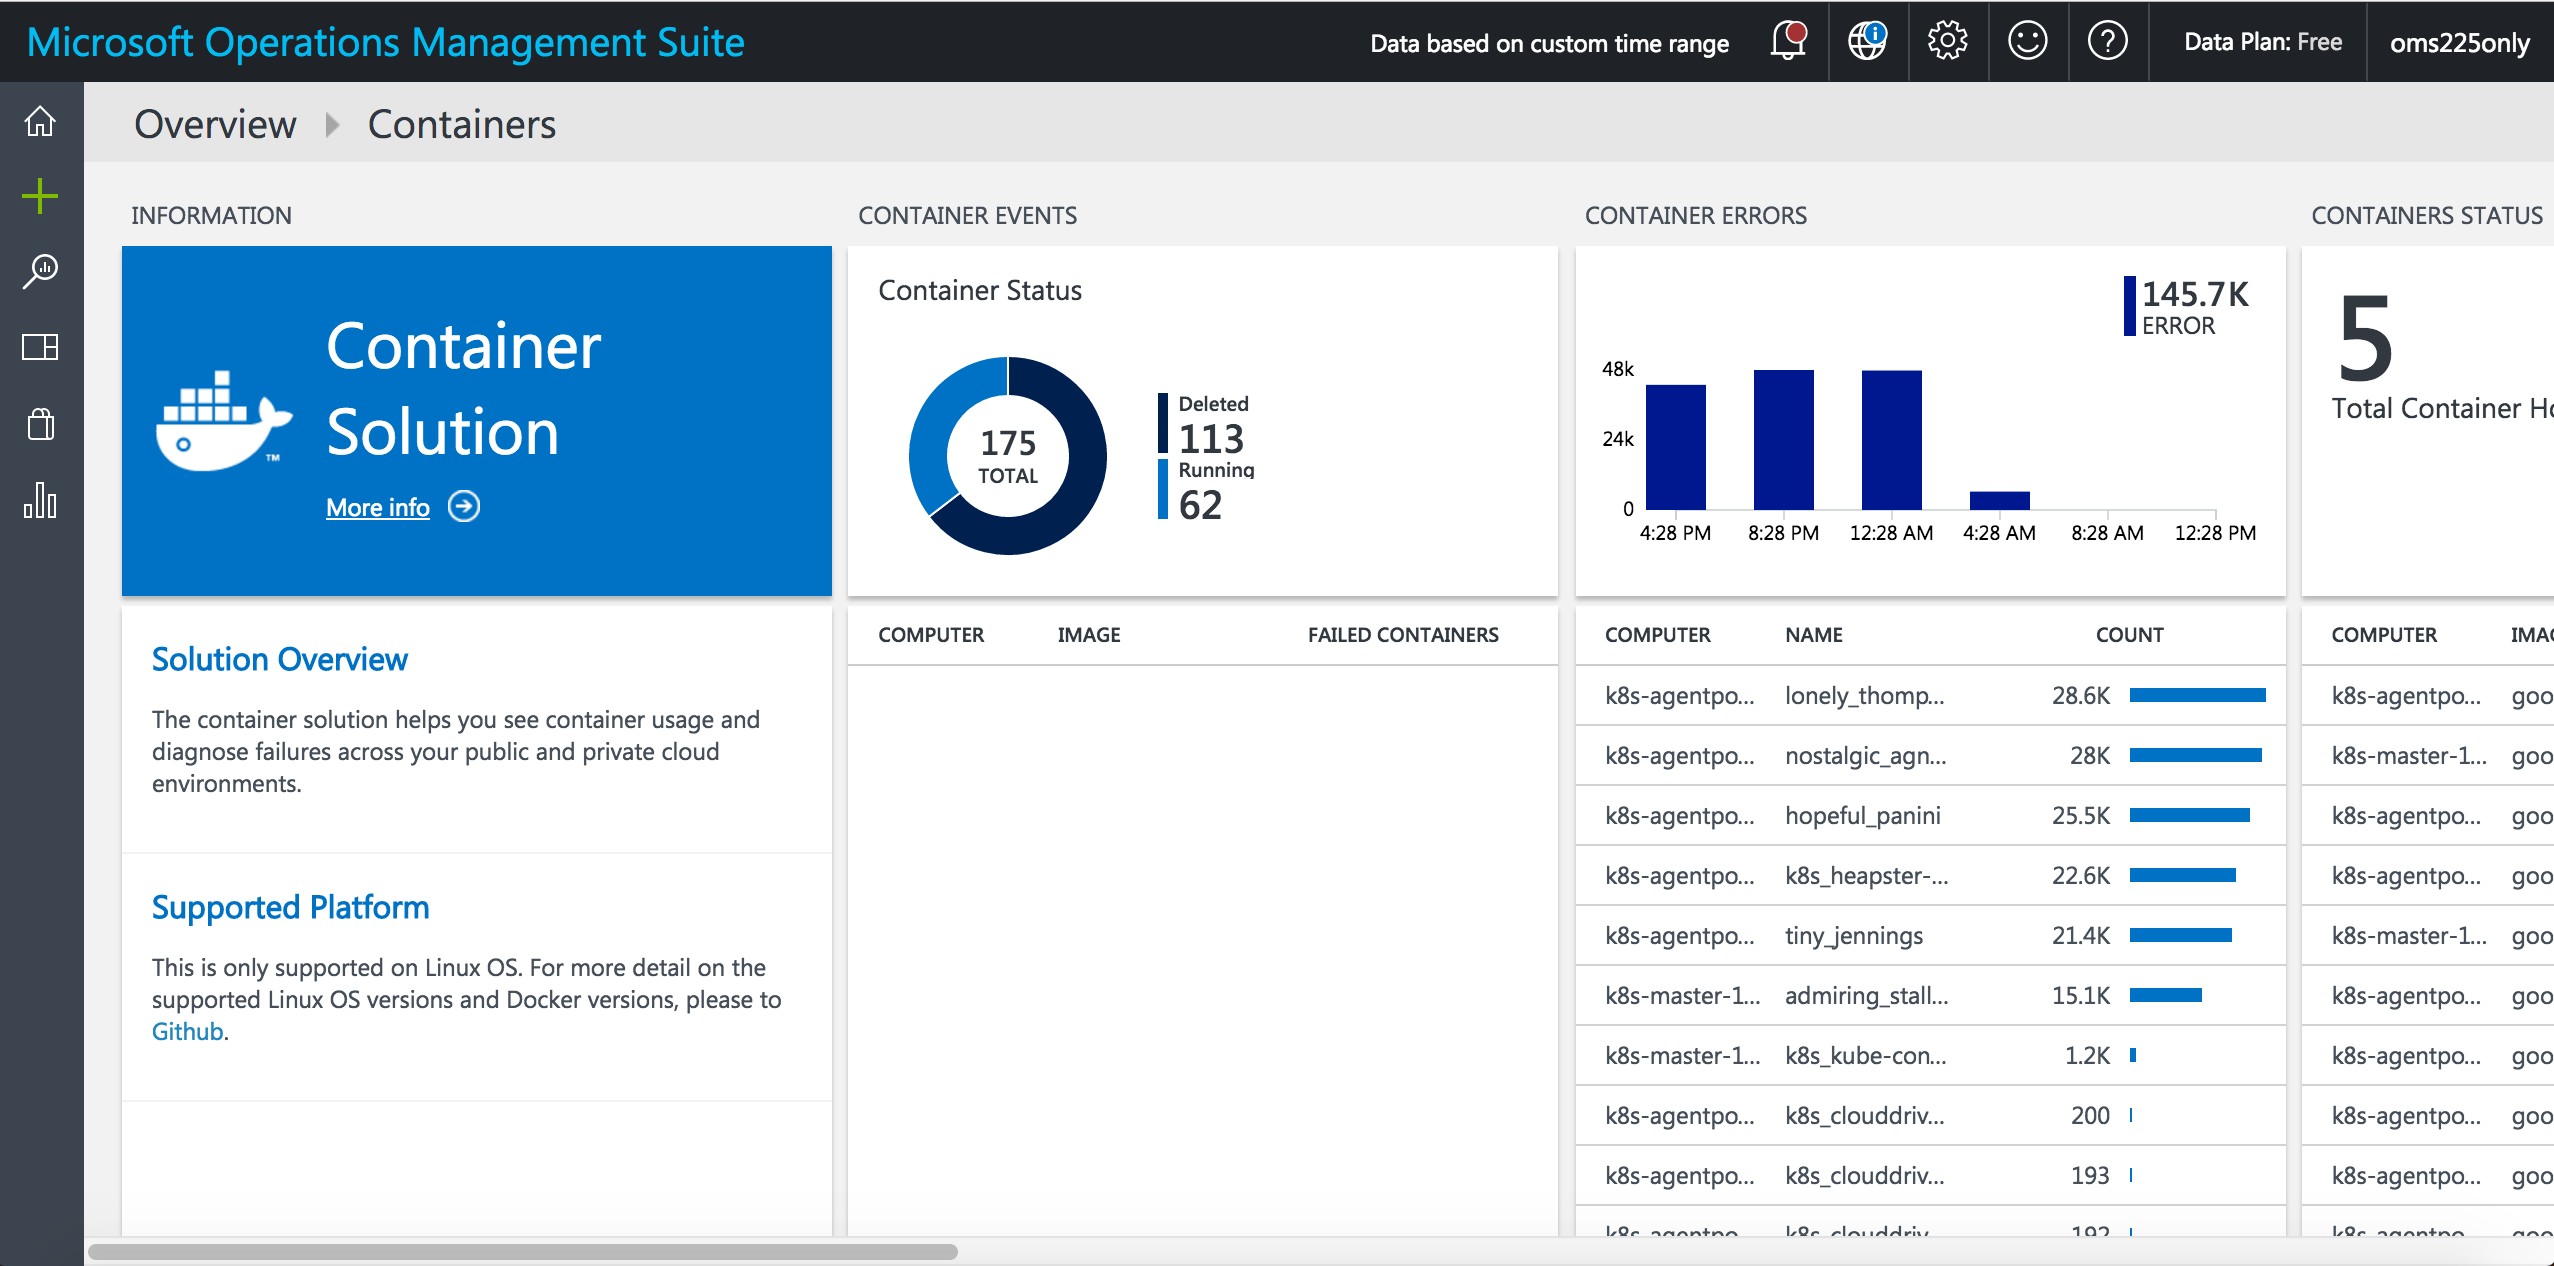 Microsoft Operations Management Suite
Data based on custom time range
Data Plan: Free
oms225only
Overview
Containers
INFORMATION
Container
Solution
More info
Solution Overview
The container solution helps you see container usage and
diagnose failures across your public and private cloud
environments.
Supported Platform
This is only supported on Linux OS. For more detail on the
supported Linux OS versions and Docker versions, please to
Github.
CONTAINER EVENTS
Container Status
175
TOTAL
Deleted
113
Running
62
COMPUTER IMAGE FAILED CONTAINERS
CONTAINER ERRORS
145.7K
ERROR
48k
24k
0
4:28 PM 8:28 PM 12:28 AM 4:28 AM 8:28 AM 12:28 PM
COMPUTER NAME COUNT
k8s-agentpo... lonely_thomp... 28.6K
k8s-agentpo... nostalgic_agn... 28K
k8s-agentpo... hopeful_panini 25.5K
k8s-agentpo... k8s_heapster-... 22.6K
k8s-agentpo... tiny_jennings 21.4K
k8s-master-1... admiring_stall... 15.1K
k8s-master-1... k8s_kube-con... 1.2K
k8s-agentpo... k8s_clouddriv... 200
k8s-agentpo... k8s_clouddriv... 193
k8s-agentpo... k8s_clouddriv... 192
CONTAINERS STATUS
5
Total Container Ho
COMPUTER IMA
k8s-agentpo... goo
k8s-master-1... goo
k8s-agentpo... goo
k8s-agentpo... goo
k8s-master-1... goo
k8s-agentpo... goo
k8s-agentpo... goo
k8s-agentpo... goo
k8s-agentpo... goo
k8s-agentpo... goo